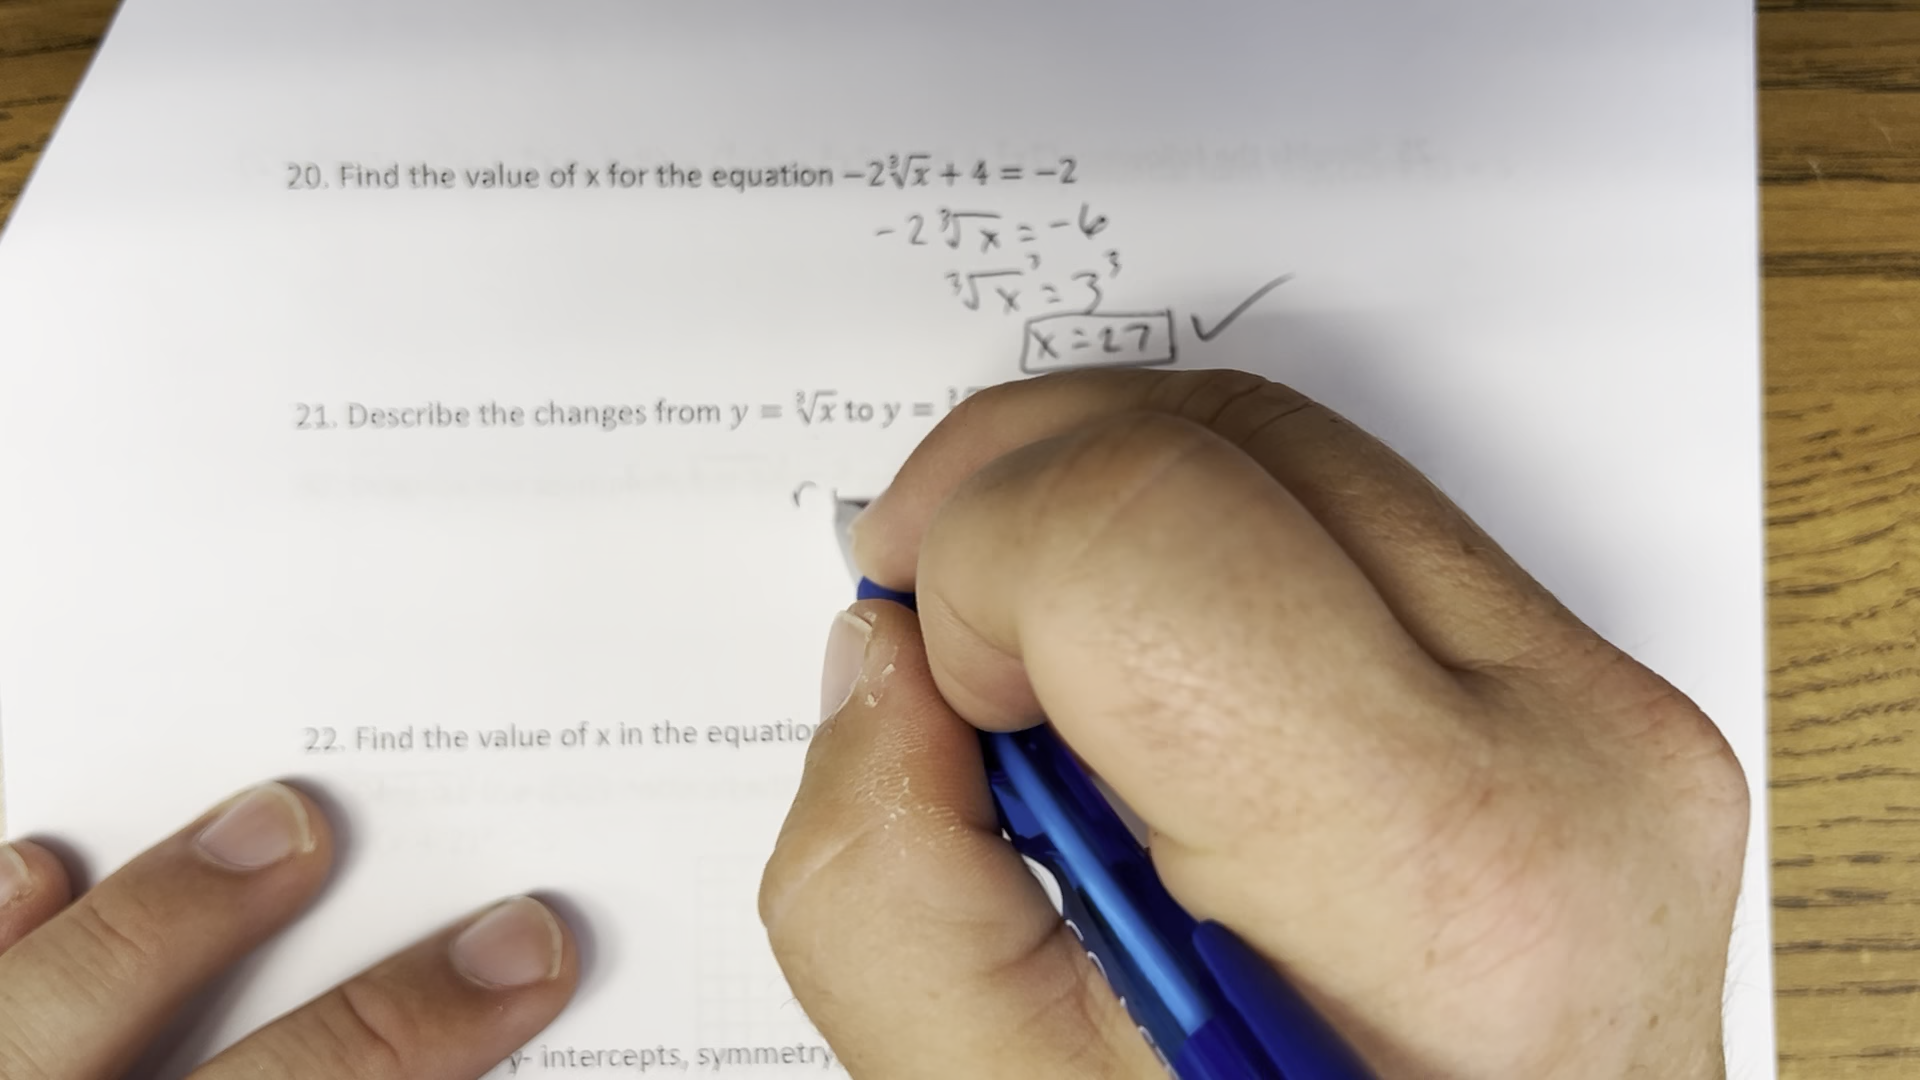 20. Find the value of x for the equation −2∛x + 4 = −2
-2∛x = -6
∛x³ = 3³
x = 27 ✓
21. Describe the changes from y = ∛x to y =
r
22. Find the value of x in the
y- intercepts, symmetry